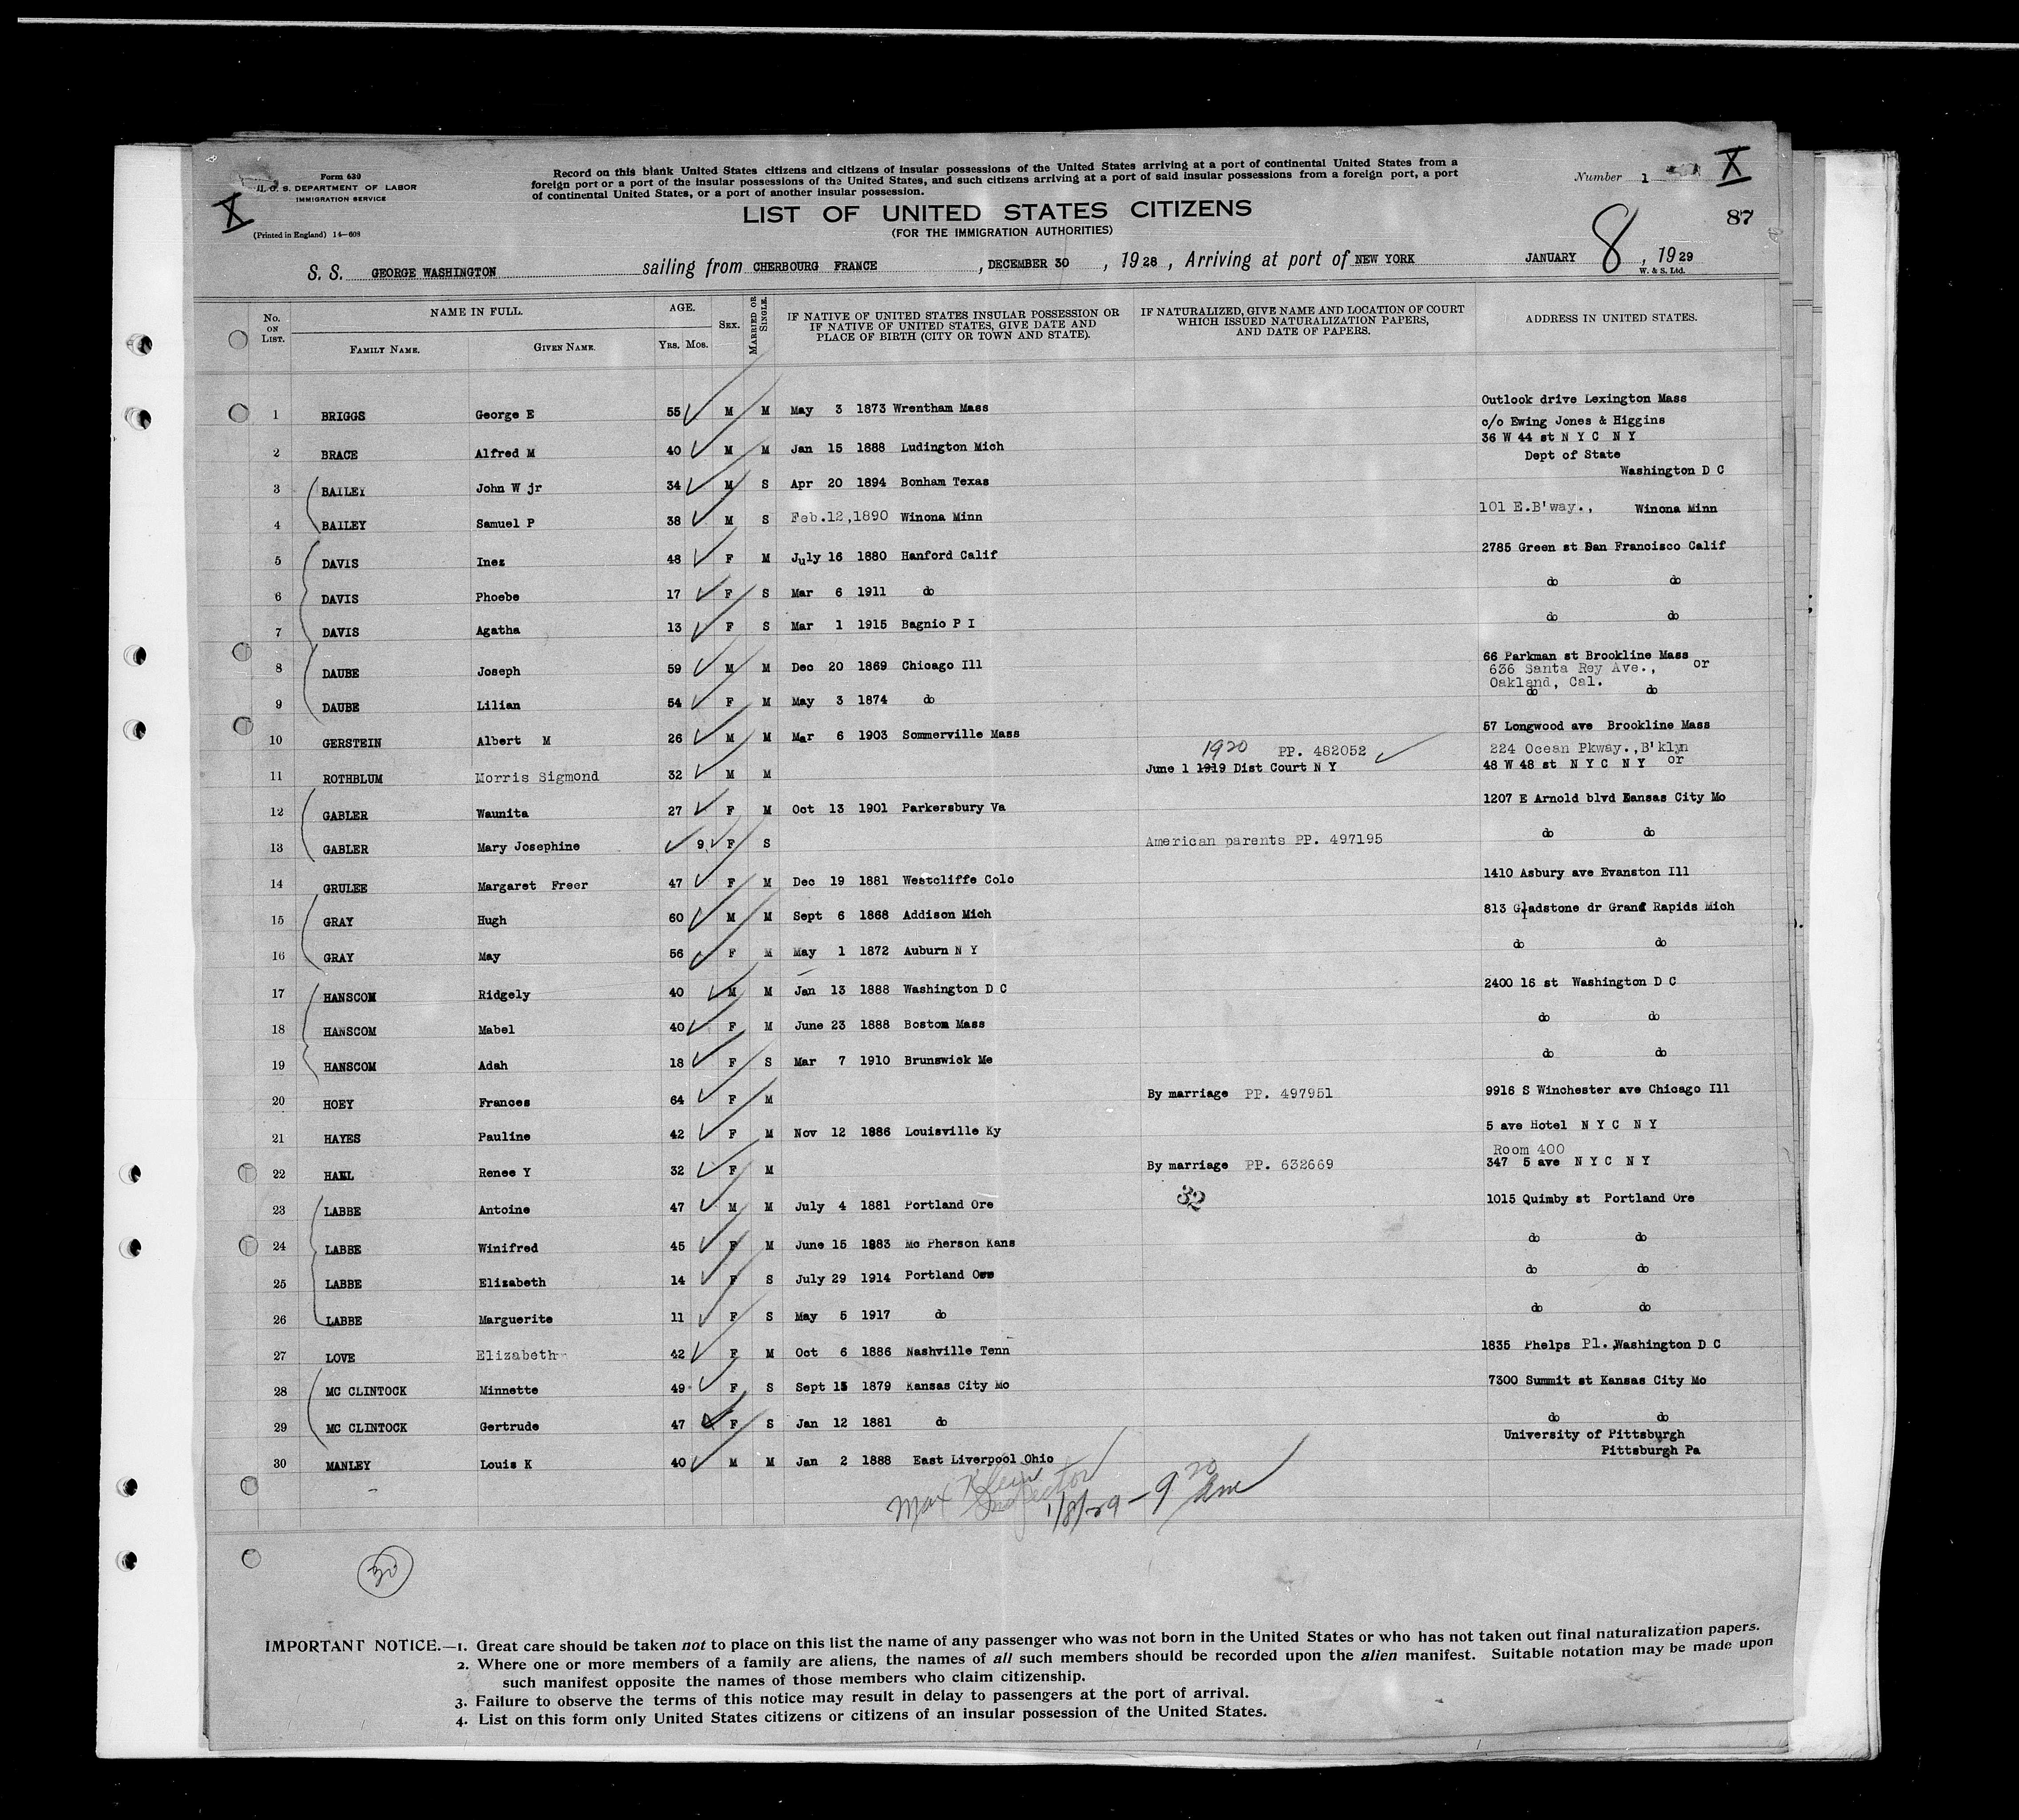 Form 639
U. S. DEPARTMENT OF LABOR
IMMIGRATION SERVICE
(Printed in England) 14—608
X
Record on this blank United States citizens and citizens of insular possessions of the United States arriving at a port of continental United States from a
foreign port or a port of the insular possessions of the United States, and such citizens arriving at a port of said insular possessions from a foreign port, a port
of continental United States, or a port of another insular possession.
Number 1
X
87
LIST OF UNITED STATES CITIZENS
(FOR THE IMMIGRATION AUTHORITIES)
S. S. GEORGE WASHINGTON sailing from CHERBOURG FRANCE , DECEMBER 30 , 1928 , Arriving at port of NEW YORK JANUARY 8 , 1929
W. & S. Ltd.
No. ON LIST. NAME IN FULL. FAMILY NAME. GIVEN NAME. AGE. YRS. MOS. SEX. MARRIED OR SINGLE. IF NATIVE OF UNITED STATES INSULAR POSSESSION OR IF NATIVE OF UNITED STATES, GIVE DATE AND PLACE OF BIRTH (CITY OR TOWN AND STATE). IF NATURALIZED, GIVE NAME AND LOCATION OF COURT WHICH ISSUED NATURALIZATION PAPERS, AND DATE OF PAPERS. ADDRESS IN UNITED STATES.
1 BRIGGS George E 55 M M May 3 1873 Wrentham Mass Outlook drive Lexington Mass
c/o Ewing Jones & Higgins
36 W 44 st N Y C N Y
2 BRACE Alfred M 40 M M Jan 15 1888 Ludington Mich
Dept of State
Washington D C
3 BAILEY John W jr 34 M S Apr 20 1894 Bonham Texas
4 BAILEY Samuel P 38 M S Feb.12,1890 Winona Minn 101 E.B'way., Winona Minn
5 DAVIS Inez 48 F M July 16 1880 Hanford Calif 2785 Green st San Francisco Calif
6 DAVIS Phoebe 17 F S Mar 6 1911 do do do
7 DAVIS Agatha 13 F S Mar 1 1915 Bagnio P I do do
8 DAUBE Joseph 59 M M Dec 20 1869 Chicago Ill 66 Parkman st Brookline Mass
636 Santa Rey Ave., or
Oakland, Cal.
9 DAUBE Lilian 54 F M May 3 1874 do do do
10 GERSTEIN Albert M 26 M M Mar 6 1903 Sommerville Mass 57 Longwood ave Brookline Mass
1920 PP. 482052 224 Ocean Pkway.,B'klyn
11 ROTHBLUM Morris Sigmond 32 M M June 1 1919 Dist Court N Y 48 W 48 st N Y C N Y or
12 GABLER Waunita 27 F M Oct 13 1901 Parkersbury Va 1207 E Arnold blvd Kansas City Mo
13 GABLER Mary Josephine 9 F S American parents PP. 497195 do do
14 GRULEE Margaret Freer 47 F M Dec 19 1881 Westcliffe Colo 1410 Asbury ave Evanston Ill
15 GRAY Hugh 60 M M Sept 6 1868 Addison Mich 813 Gladstone dr Grand Rapids Mich
16 GRAY May 56 F M May 1 1872 Auburn N Y do do
17 HANSCOM Ridgely 40 M M Jan 13 1888 Washington D C 2400 16 st Washington D C
18 HANSCOM Mabel 40 F M June 23 1888 Boston Mass do do
19 HANSCOM Adah 18 F S Mar 7 1910 Brunswick Me do do
20 HOEY Frances 64 F M By marriage PP. 497951 9916 S Winchester ave Chicago Ill
21 HAYES Pauline 42 F M Nov 12 1886 Louisville Ky 5 ave Hotel N Y C N Y
Room 400
22 Renee Y 32 F M By marriage PP. 632669 347 5 ave N Y C N Y
32
23 LABBE Antoine 47 M M July 4 1881 Portland Ore 1015 Quimby st Portland Ore
24 LABBE Winifred 45 F M June 15 1883 Mc Pherson Kans do do
25 LABBE Elizabeth 14 F S July 29 1914 Portland Ore do do
26 LABBE Marguerite 11 F S May 5 1917 do do do
27 LOVE Elizabeth 42 F M Oct 6 1886 Nashville Tenn 1835 Phelps Pl. ,Washington D C
28 MC CLINTOCK Minnette 49 F S Sept 15 1879 Kansas City Mo 7300 Summit st Kansas City Mo
29 MC CLINTOCK Gertrude 47 F S Jan 12 1881 do do do
University of Pittsburgh
Pittsburgh Pa
30 MANLEY Louis K 40 M M Jan 2 1888 East Liverpool Ohio
Max Klein
Inspector
1/8/29 - 9 20 Am
30
IMPORTANT NOTICE.—1. Great care should be taken not to place on this list the name of any passenger who was not born in the United States or who has not taken out final naturalization papers.
2. Where one or more members of a family are aliens, the names of all such members should be recorded upon the alien manifest. Suitable notation may be made upon
such manifest opposite the names of those members who claim citizenship.
3. Failure to observe the terms of this notice may result in delay to passengers at the port of arrival.
4. List on this form only United States citizens or citizens of an insular possession of the United States.